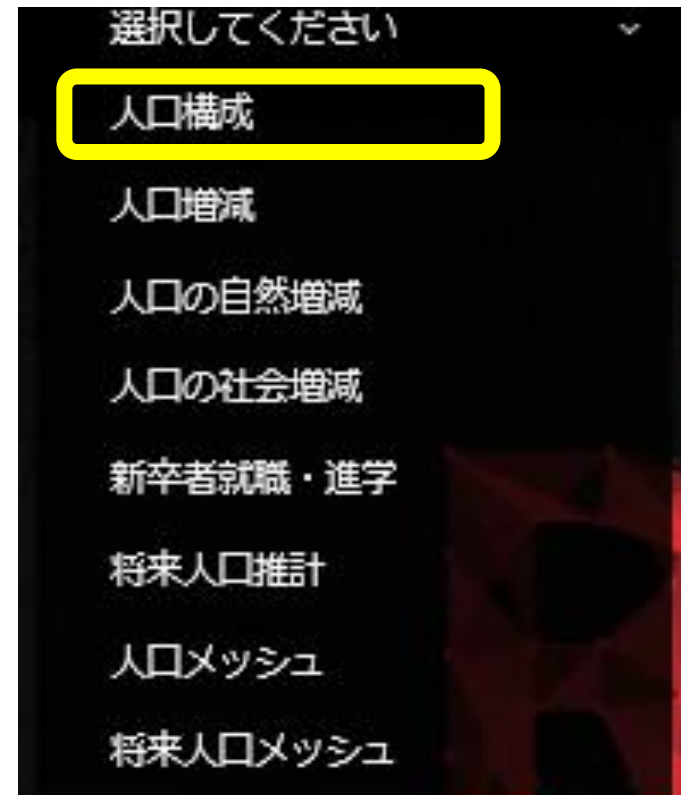 選択してください
人口構成
人口増減
人口の自然増減
人口の社会増減
新卒者就職・進学
将来人口推計
人口メッシュ
将来人口メッシュ